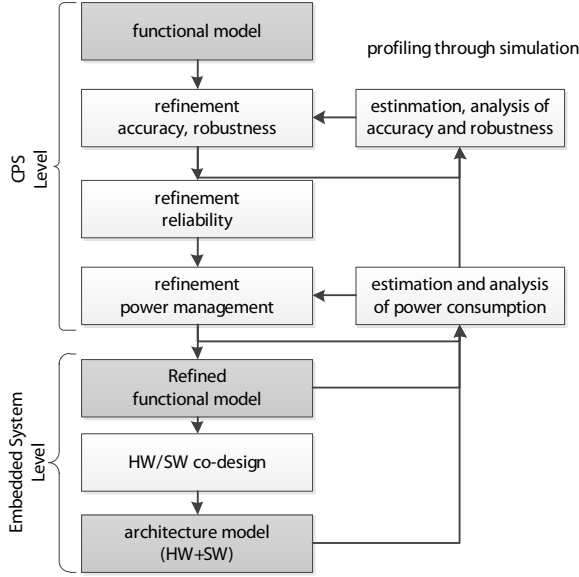 functional model
profiling through simulation
refinement
accuracy, robustness
estinmation, analysis of
accuracy and robustness
CPS
Level
refinement
reliability
refinement
power management
estimation and analysis
of power consumption
Refined
functional model
Embedded System
Level
HW/SW co-design
architecture model
(HW+SW)